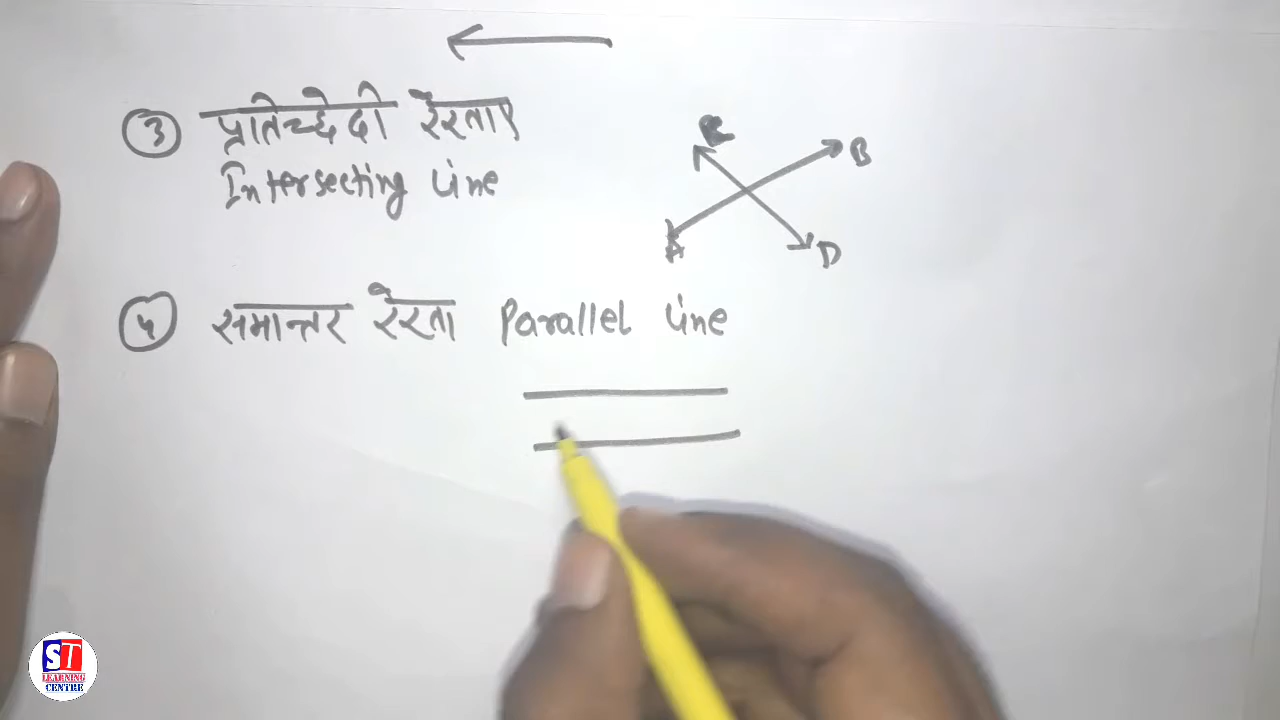 ③ प्रतिच्छेदी रेखाए
Intersecting Line
C
B
A
D
④ समान्तर रेखा Parallel Line
ST
LEARNING
CENTRE